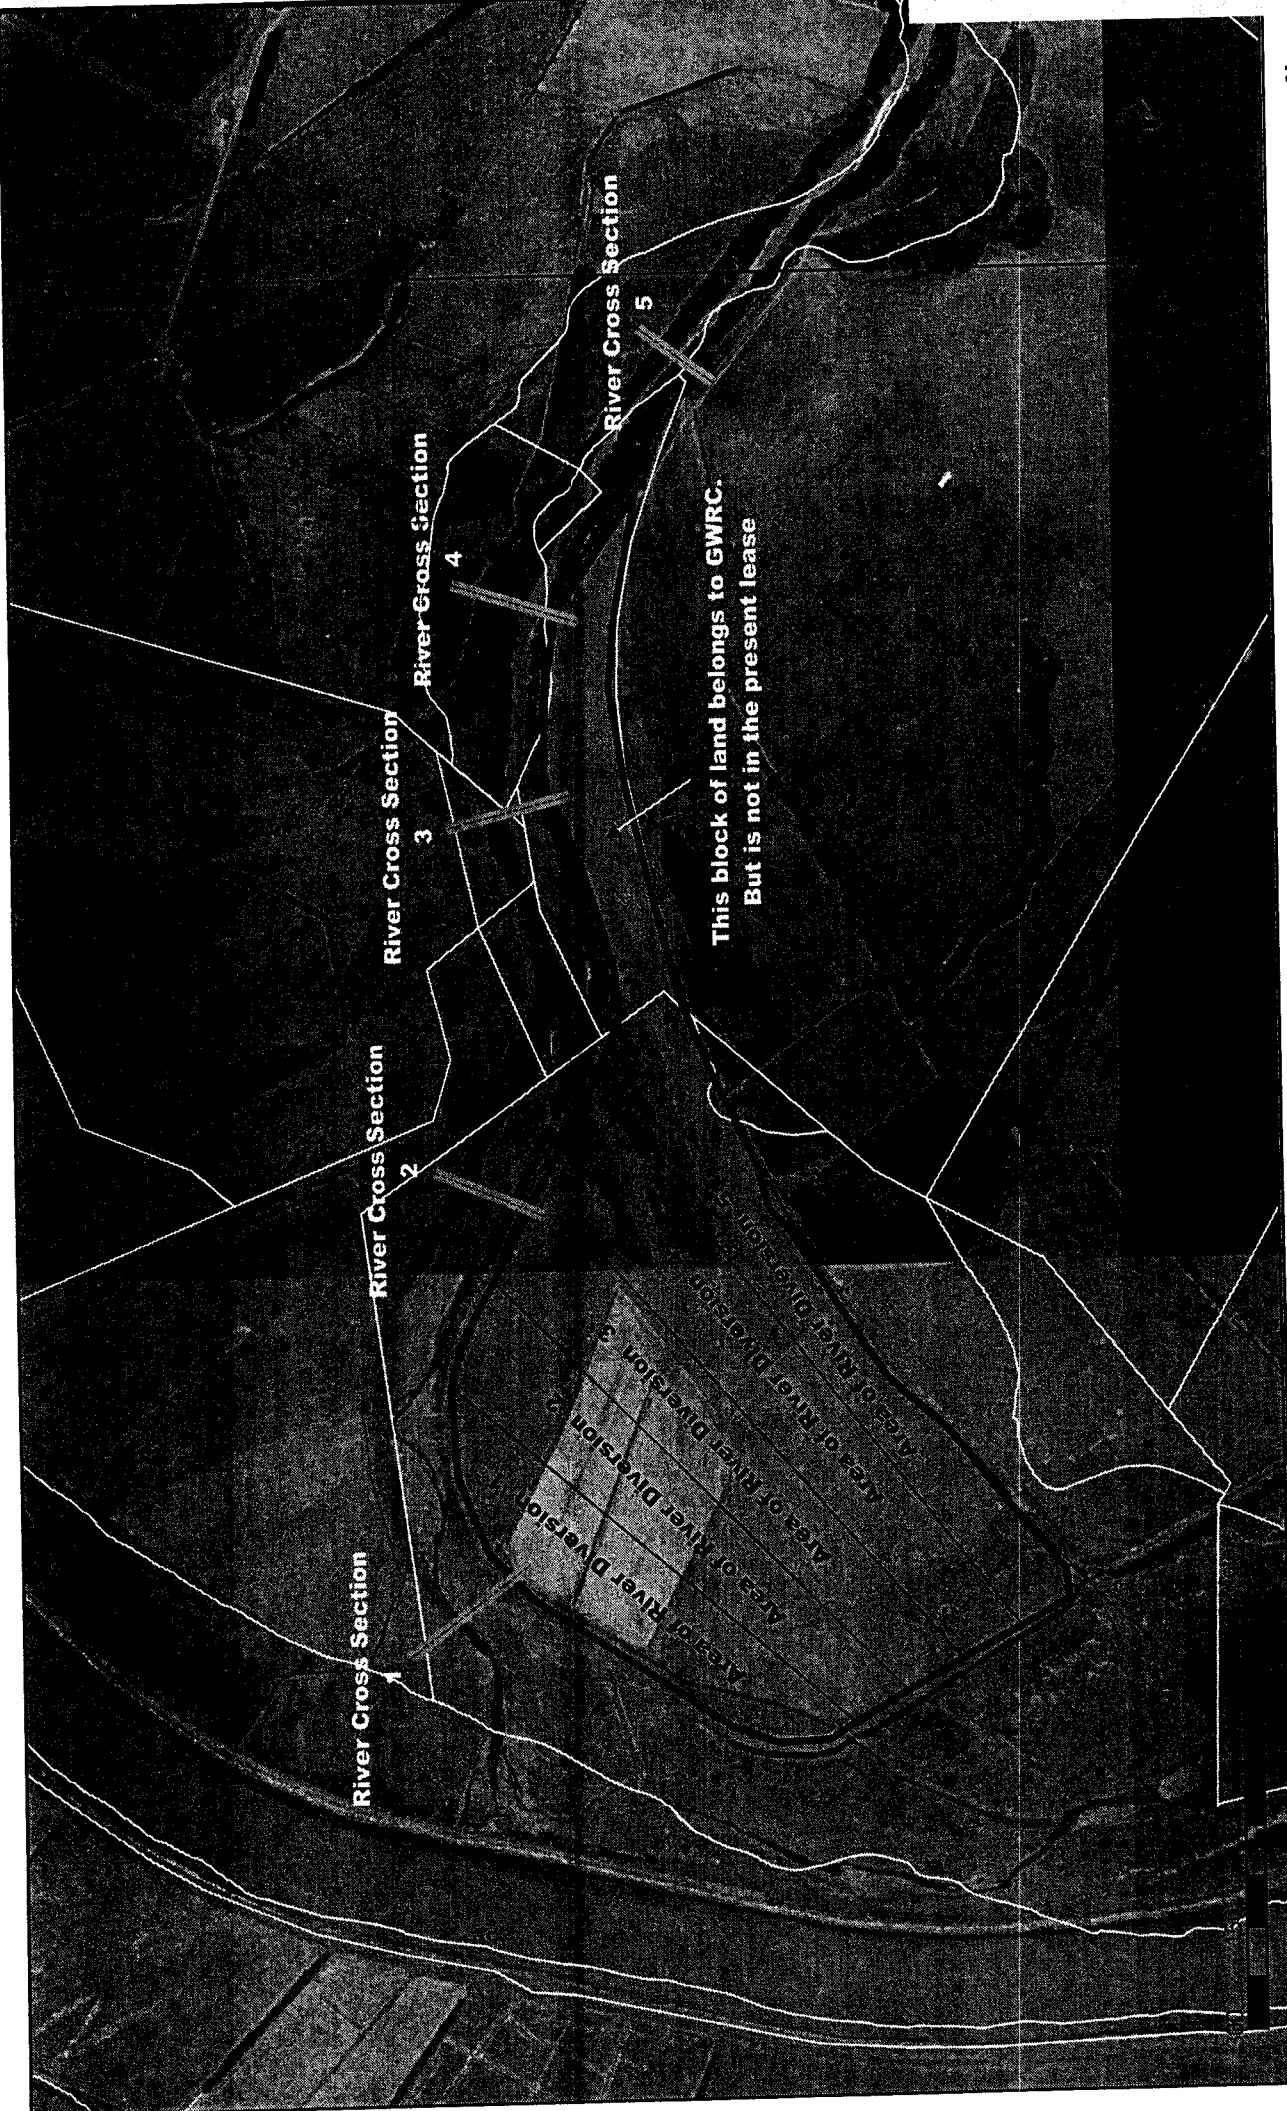 River Cross Section
1
River Cross Section
2
River Cross Section
3
River Cross Section
4
River Cross Section
5
This block of land belongs to GWRC.
But is not in the present lease
Area of River Diversion
Area of River Diversion 2
Area of River Diversion 3
Area of River Diversion
Area of River Diversion